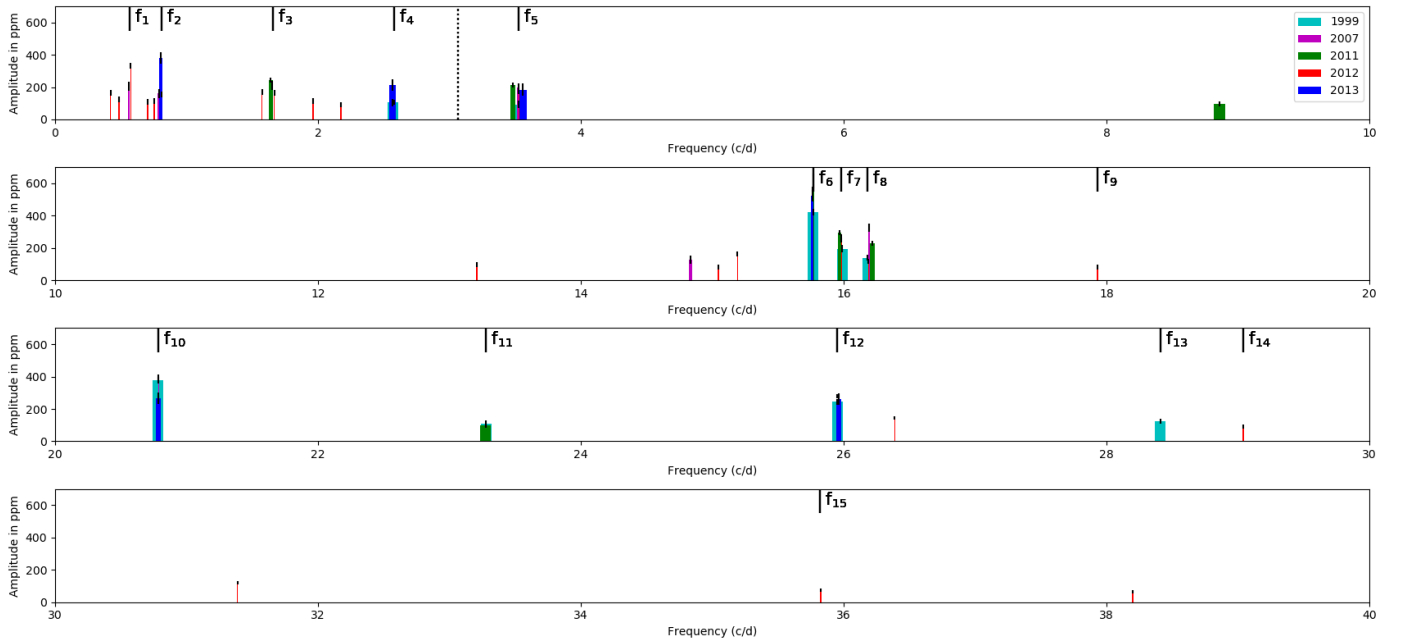 f1 f2 f3 f4 f5
1999
2007
2011
2012
2013
Amplitude in ppm
600
400
200
0
0 2 4 6 8 10
Frequency (c/d)
f6 f7 f8 f9
Amplitude in ppm
600
400
200
0
10 12 14 16 18 20
Frequency (c/d)
f10 f11 f12 f13 f14
Amplitude in ppm
600
400
200
0
20 22 24 26 28 30
Frequency (c/d)
f15
Amplitude in ppm
600
400
200
0
30 32 34 36 38 40
Frequency (c/d)